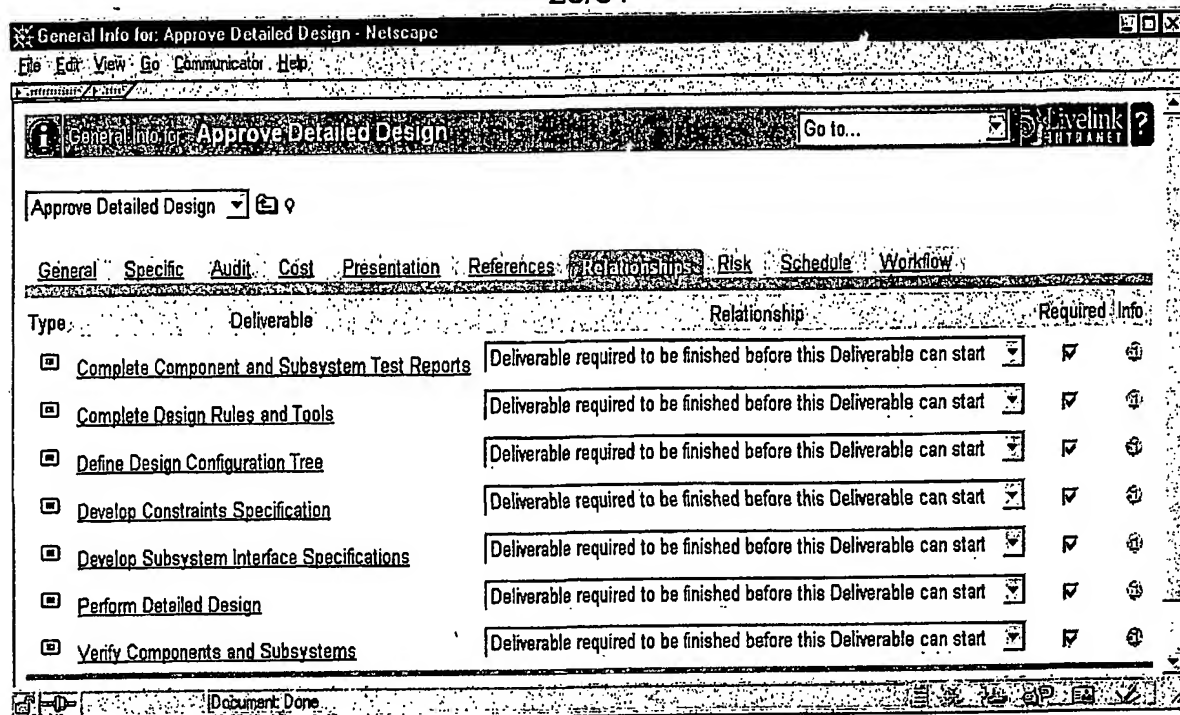 General Info for: Approve Detailed Design - Netscape
File Edit View Go Communicator Help
General Info for: Approve Detailed Design Go to... Livelink ?
INTRANET
Approve Detailed Design
General Specific Audit Cost Presentation References Relationships Risk Schedule Workflow
Type Deliverable Relationship Required Info
Complete Component and Subsystem Test Reports Deliverable required to be finished before this Deliverable can start
Complete Design Rules and Tools Deliverable required to be finished before this Deliverable can start
Define Design Configuration Tree Deliverable required to be finished before this Deliverable can start
Develop Constraints Specification Deliverable required to be finished before this Deliverable can start
Develop Subsystem Interface Specifications Deliverable required to be finished before this Deliverable can start
Perform Detailed Design Deliverable required to be finished before this Deliverable can start
Verify Components and Subsystems Deliverable required to be finished before this Deliverable can start
Document: Done